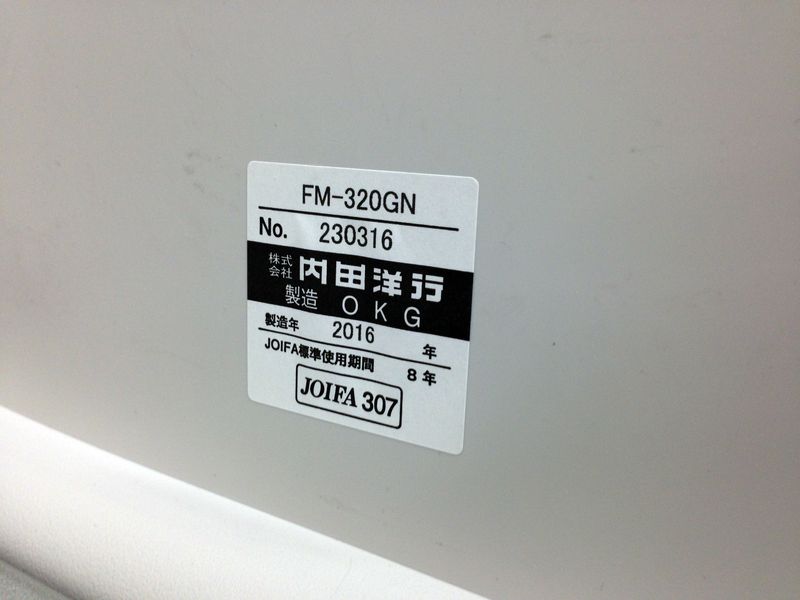 FM-320GN
No. 230316
株式会社 内田洋行
製造 OKG
製造年 2016 年
JOIFA標準使用期間 8年
JOIFA 307